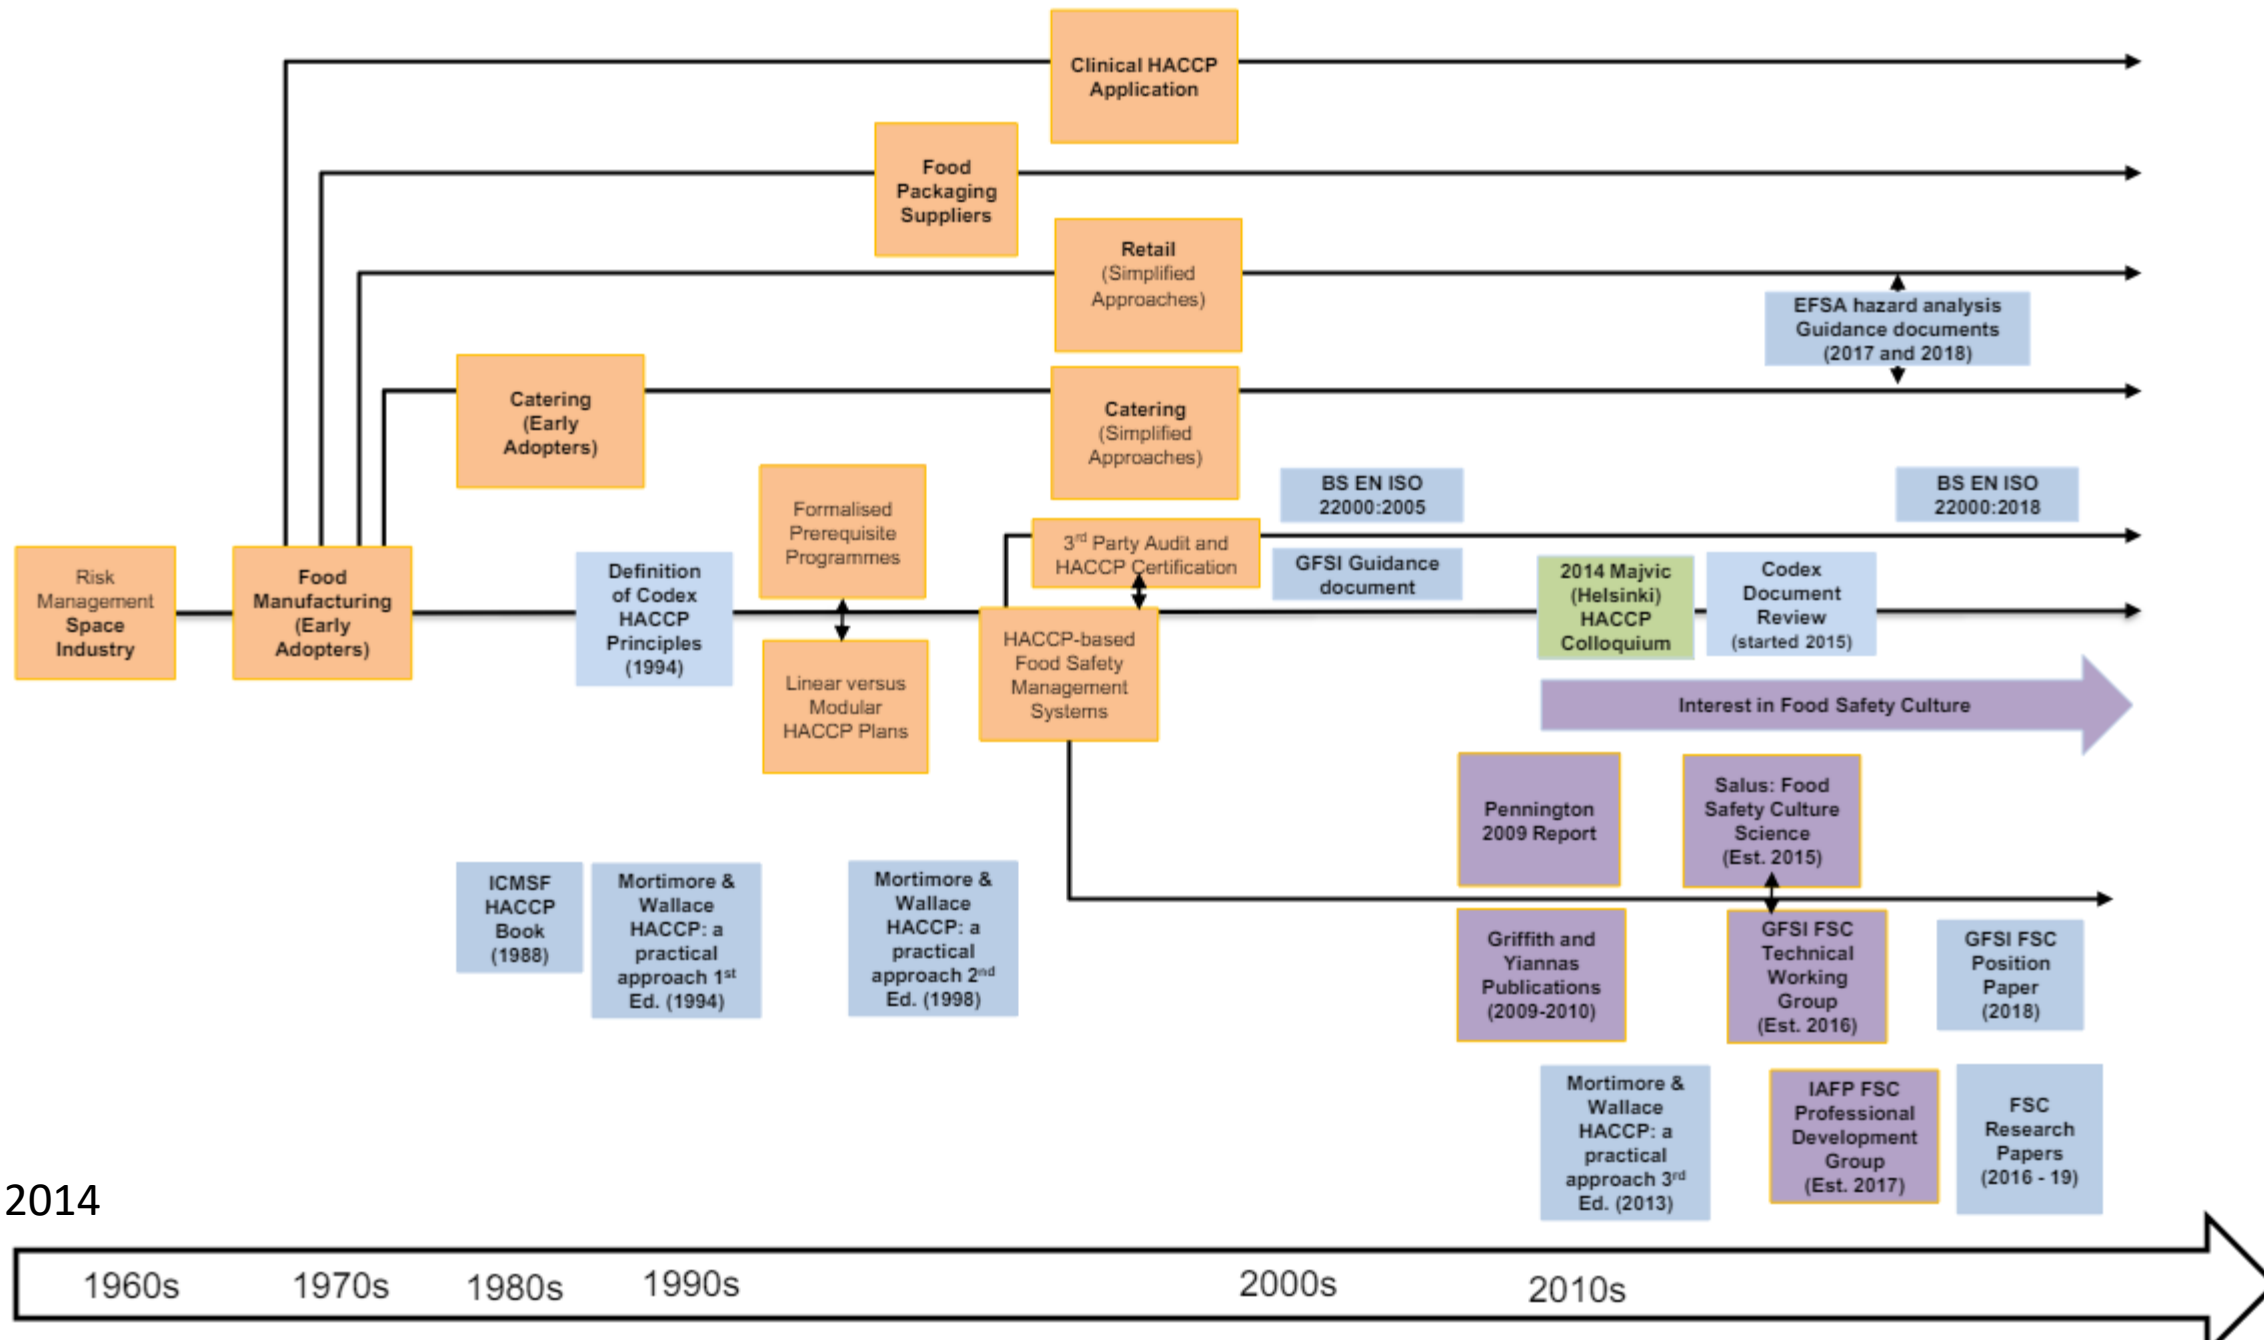 Clinical HACCP
Application
Food
Packaging
Suppliers
Retail
(Simplified
Approaches)
EFSA hazard analysis
Guidance documents
(2017 and 2018)
Catering
(Early
Adopters)
Catering
(Simplified
Approaches)
BS EN ISO
22000:2005
BS EN ISO
22000:2018
Formalised
Prerequisite
Programmes
3rd Party Audit and
HACCP Certification
GFSI Guidance
document
Risk
Management
Space
Industry
Food
Manufacturing
(Early
Adopters)
Definition
of Codex
HACCP
Principles
(1994)
2014 Majvic
(Helsinki)
HACCP
Colloquium
Codex
Document
Review
(started 2015)
Linear versus
Modular
HACCP Plans
HACCP-based
Food Safety
Management
Systems
Interest in Food Safety Culture
Pennington
2009 Report
Salus: Food
Safety Culture
Science
(Est. 2015)
ICMSF
HACCP
Book
(1988)
Mortimore &
Wallace
HACCP: a
practical
approach 1st
Ed. (1994)
Mortimore &
Wallace
HACCP: a
practical
approach 2nd
Ed. (1998)
Griffith and
Yiannas
Publications
(2009-2010)
GFSI FSC
Technical
Working
Group
(Est. 2016)
GFSI FSC
Position
Paper
(2018)
Mortimore &
Wallace
HACCP: a
practical
approach 3rd
Ed. (2013)
IAFP FSC
Professional
Development
Group
(Est. 2017)
FSC
Research
Papers
(2016 - 19)
2014
1960s
1970s
1980s
1990s
2000s
2010s